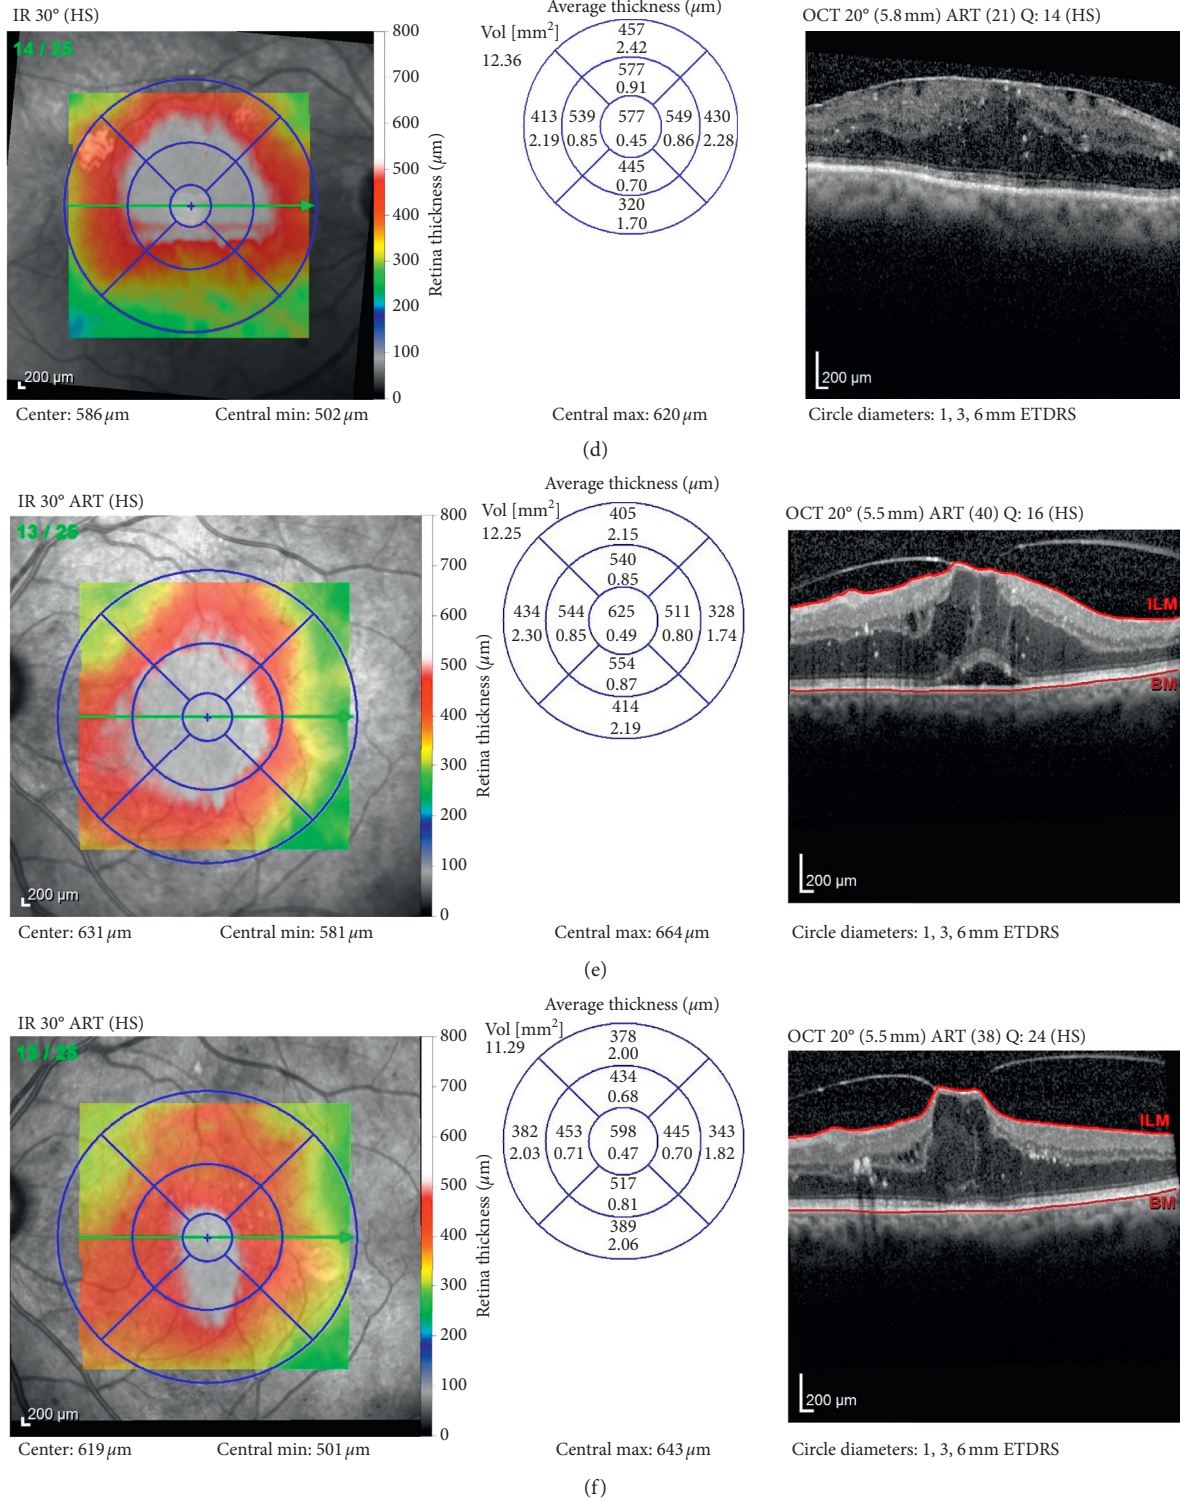 IR 30° (HS)
14 / 25
800
700
600
500
400
300
200
100
0
Retina thickness (μm)
200 µm
Center: 586 μm
Central min: 502 μm
Average thickness (μm)
Vol [mm²]
12.36
457
2.42
577
0.91
413 539 577 549 430
2.19 0.85 0.45 0.86 2.28
445
0.70
320
1.70
Central max: 620 μm
OCT 20° (5.8 mm) ART (21) Q: 14 (HS)
200 µm
Circle diameters: 1, 3, 6 mm ETDRS
(d)
IR 30° ART (HS)
13 / 25
800
700
600
500
400
300
200
100
0
Retina thickness (μm)
200 µm
Center: 631 μm
Central min: 581 μm
Average thickness (μm)
Vol [mm²]
12.25
405
2.15
540
0.85
434 544 625 511 328
2.30 0.85 0.49 0.80 1.74
554
0.87
414
2.19
Central max: 664 μm
OCT 20° (5.5 mm) ART (40) Q: 16 (HS)
ILM
BM
200 µm
Circle diameters: 1, 3, 6 mm ETDRS
(e)
IR 30° ART (HS)
13 / 25
800
700
600
500
400
300
200
100
0
Retina thickness (μm)
200 µm
Center: 619 μm
Central min: 501 μm
Average thickness (μm)
Vol [mm²]
11.29
378
2.00
434
0.68
382 453 598 445 343
2.03 0.71 0.47 0.70 1.82
517
0.81
389
2.06
Central max: 643 μm
OCT 20° (5.5 mm) ART (38) Q: 24 (HS)
ILM
BM
200 µm
Circle diameters: 1, 3, 6 mm ETDRS
(f)